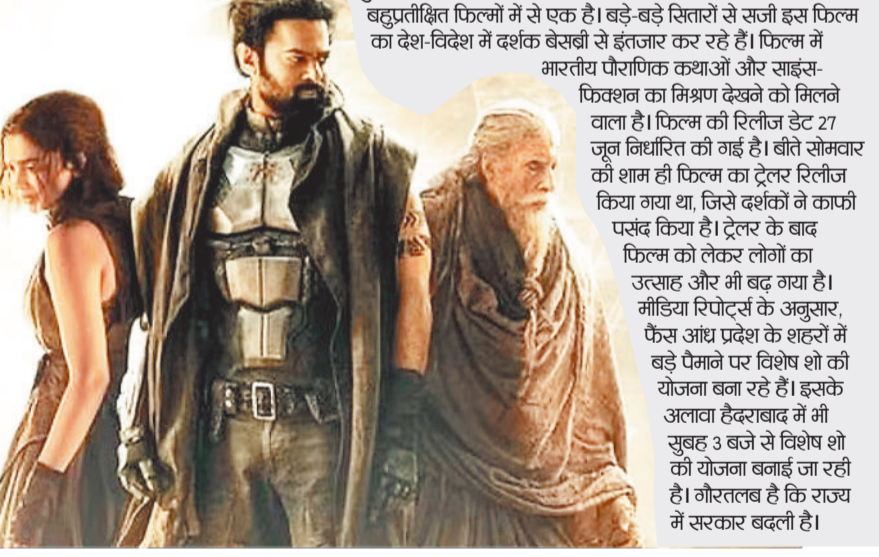 बहुप्रतीक्षित फिल्मों में से एक है। बड़े-बड़े सितारों से सजी इस फिल्म
का देश-विदेश में दर्शक बेसब्री से इंतजार कर रहे हैं। फिल्म में
भारतीय पौराणिक कथाओं और साइंस-
फिक्शन का मिश्रण देखने को मिलने
वाला है। फिल्म की रिलीज डेट 27
जून निर्धारित की गई है। बीते सोमवार
की शाम ही फिल्म का ट्रेलर रिलीज
किया गया था, जिसे दर्शकों ने काफी
पसंद किया है। ट्रेलर के बाद
फिल्म को लेकर लोगों का
उत्साह और भी बढ़ गया है।
मीडिया रिपोर्ट्स के अनुसार,
फैंस आंध्र प्रदेश के शहरों में
बड़े पैमाने पर विशेष शो की
योजना बना रहे हैं। इसके
अलावा हैदराबाद में भी
सुबह 3 बजे से विशेष शो
की योजना बनाई जा रही
है। गौरतलब है कि राज्य
में सरकार बदली है।